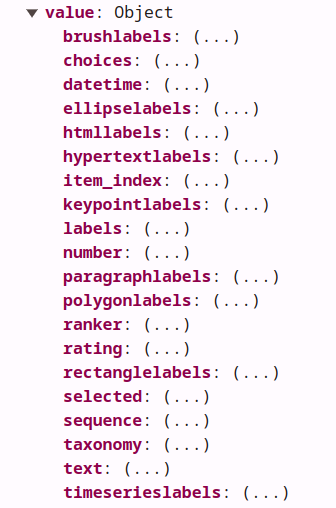 ▼ value: Object
brushlabels: (...)
choices: (...)
datetime: (...)
ellipselabels: (...)
htmllabels: (...)
hypertextlabels: (...)
item_index: (...)
keypointlabels: (...)
labels: (...)
number: (...)
paragraphlabels: (...)
polygonlabels: (...)
ranker: (...)
rating: (...)
rectanglelabels: (...)
selected: (...)
sequence: (...)
taxonomy: (...)
text: (...)
timeserieslabels: (...)